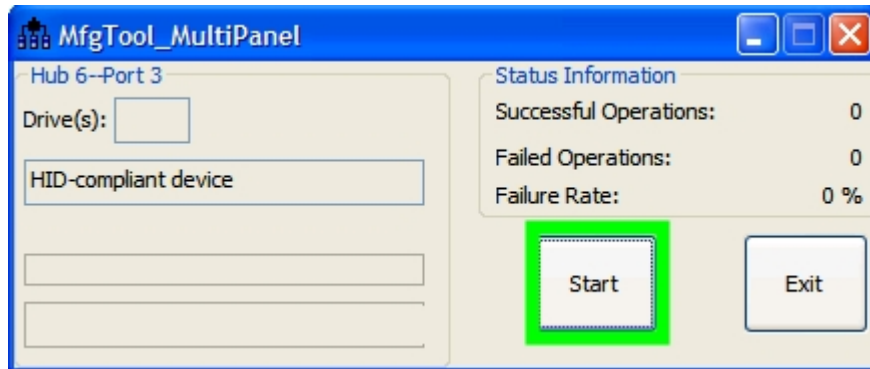 MfgTool_MultiPanel
Hub 6--Port 3
Drive(s):
HID-compliant device
Status Information
Successful Operations: 0
Failed Operations: 0
Failure Rate: 0 %
Start
Exit